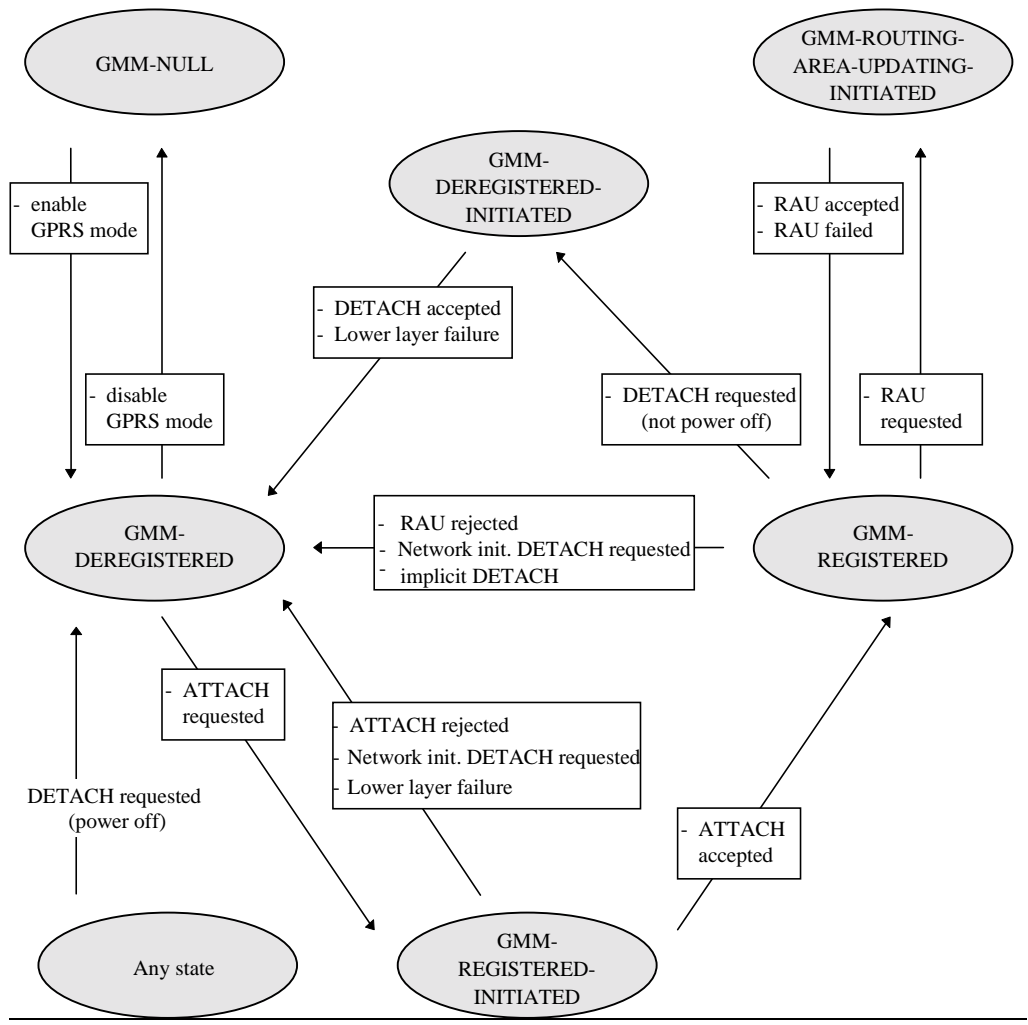 GMM-NULL
GMM-ROUTING-
AREA-UPDATING-
INITIATED
GMM-
DEREGISTERED-
INITIATED
- enable
GPRS mode
- RAU accepted
- RAU failed
- DETACH accepted
- Lower layer failure
- disable
GPRS mode
- DETACH requested
(not power off)
- RAU
requested
GMM-
DEREGISTERED
- RAU rejected
- Network init. DETACH requested
- implicit DETACH
GMM-
REGISTERED
- ATTACH
requested
- ATTACH rejected
- Network init. DETACH requested
- Lower layer failure
DETACH requested
(power off)
- ATTACH
accepted
Any state
GMM-
REGISTERED-
INITIATED